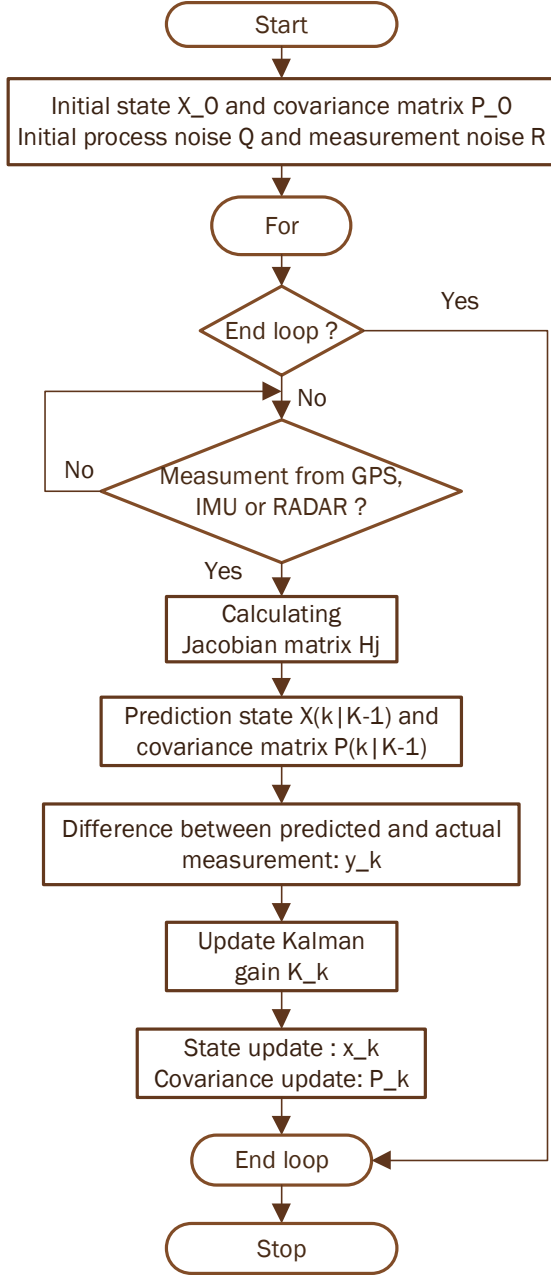 Start
Initial state X_0 and covariance matrix P_0
Initial process noise Q and measurement noise R
For
End loop ?
Yes
No
Measument from GPS,
IMU or RADAR ?
No
Yes
Calculating
Jacobian matrix Hj
Prediction state X(k|K-1) and
covariance matrix P(k|K-1)
Difference between predicted and actual
measurement: y_k
Update Kalman
gain K_k
State update : x_k
Covariance update: P_k
End loop
Stop